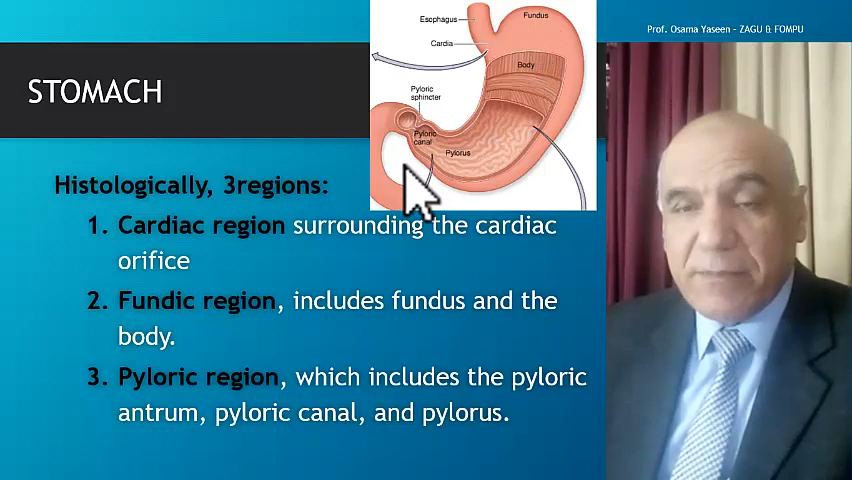 Prof. Osama Yaseen – ZAGU & FOMPU
STOMACH
Esophagus
Fundus
Cardia
Body
Pyloric
sphincter
Pyloric
canal
Pylorus
Histologically, 3regions:
1. Cardiac region surrounding the cardiac
orifice
2. Fundic region, includes fundus and the
body.
3. Pyloric region, which includes the pyloric
antrum, pyloric canal, and pylorus.